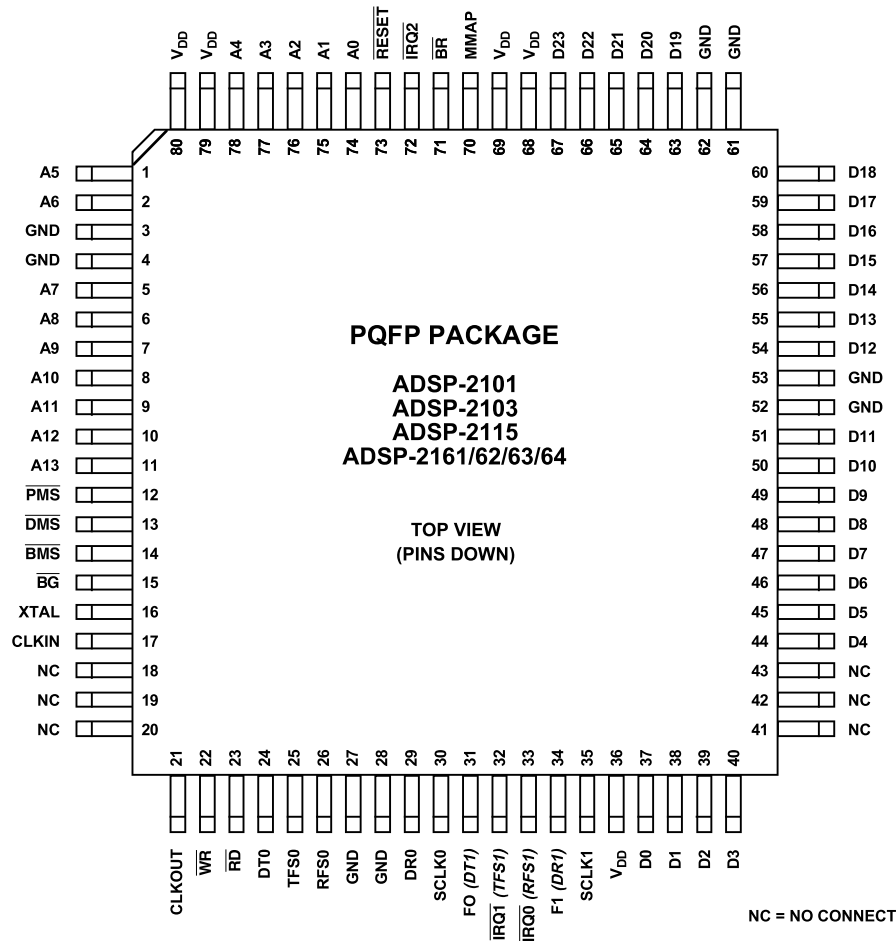 VDD VDD A4 A3 A2 A1 A0 RESET IRQ2 BR MMAP VDD VDD D23 D22 D21 D20 D19 GND GND
80 79 78 77 76 75 74 73 72 71 70 69 68 67 66 65 64 63 62 61
A5 1 60 D18
A6 2 59 D17
GND 3 58 D16
GND 4 57 D15
A7 5 56 D14
A8 6 55 D13
A9 7 54 D12
PQFP PACKAGE
A10 8 53 GND
ADSP-2101
A11 9 52 GND
ADSP-2103
ADSP-2115
A12 10 51 D11
ADSP-2161/62/63/64
A13 11 50 D10
PMS 12 49 D9
DMS 13 48 D8
TOP VIEW
BMS 14 47 D7
(PINS DOWN)
BG 15 46 D6
XTAL 16 45 D5
CLKIN 17 44 D4
NC 18 43 NC
NC 19 42 NC
NC 20 41 NC
21 22 23 24 25 26 27 28 29 30 31 32 33 34 35 36 37 38 39 40
CLKOUT WR RD DT0 TFS0 RFS0 GND GND DR0 SCLK0 FO (DT1) IRQ1 (TFS1) IRQ0 (RFS1) F1 (DR1) SCLK1 VDD D0 D1 D2 D3
NC = NO CONNECT